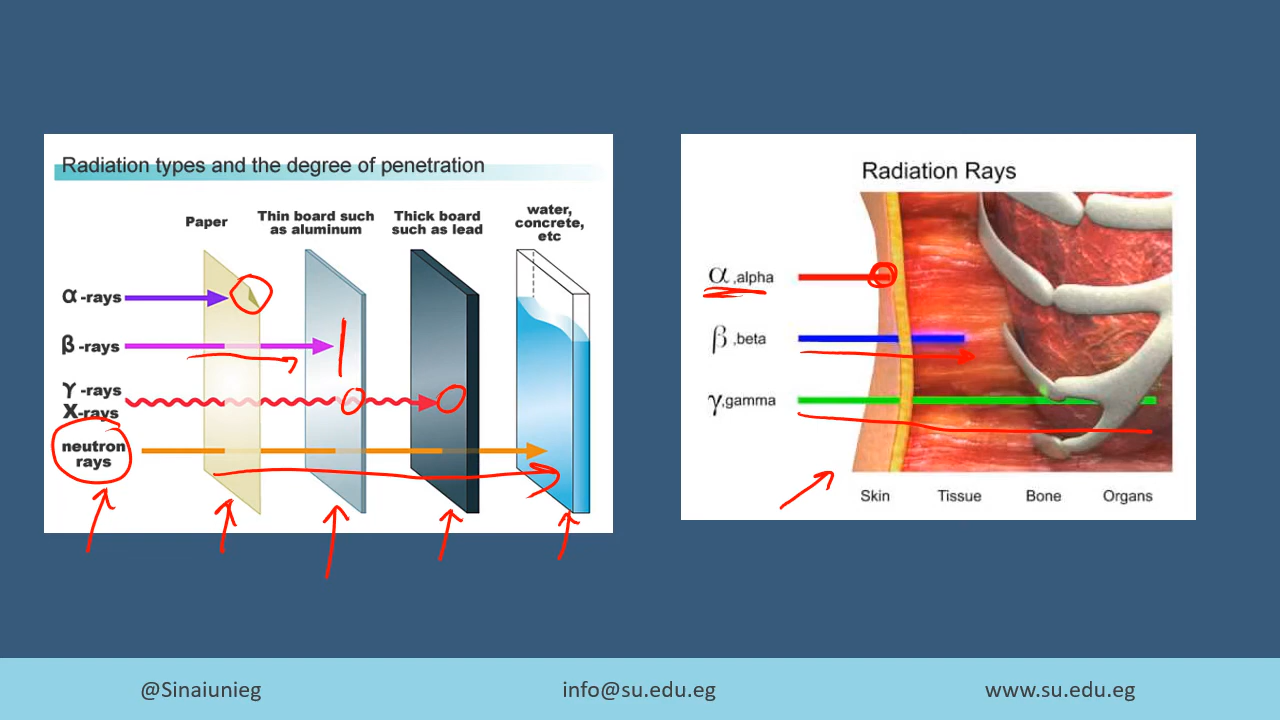 Radiation types and the degree of penetration
Paper
Thin board such
as aluminum
Thick board
such as lead
water,
concrete,
etc
α -rays
β -rays
γ -rays
X-rays
neutron
rays
Radiation Rays
α ,alpha
β ,beta
γ,gamma
Skin
Tissue
Bone
Organs
@Sinaiunieg
info@su.edu.eg
www.su.edu.eg